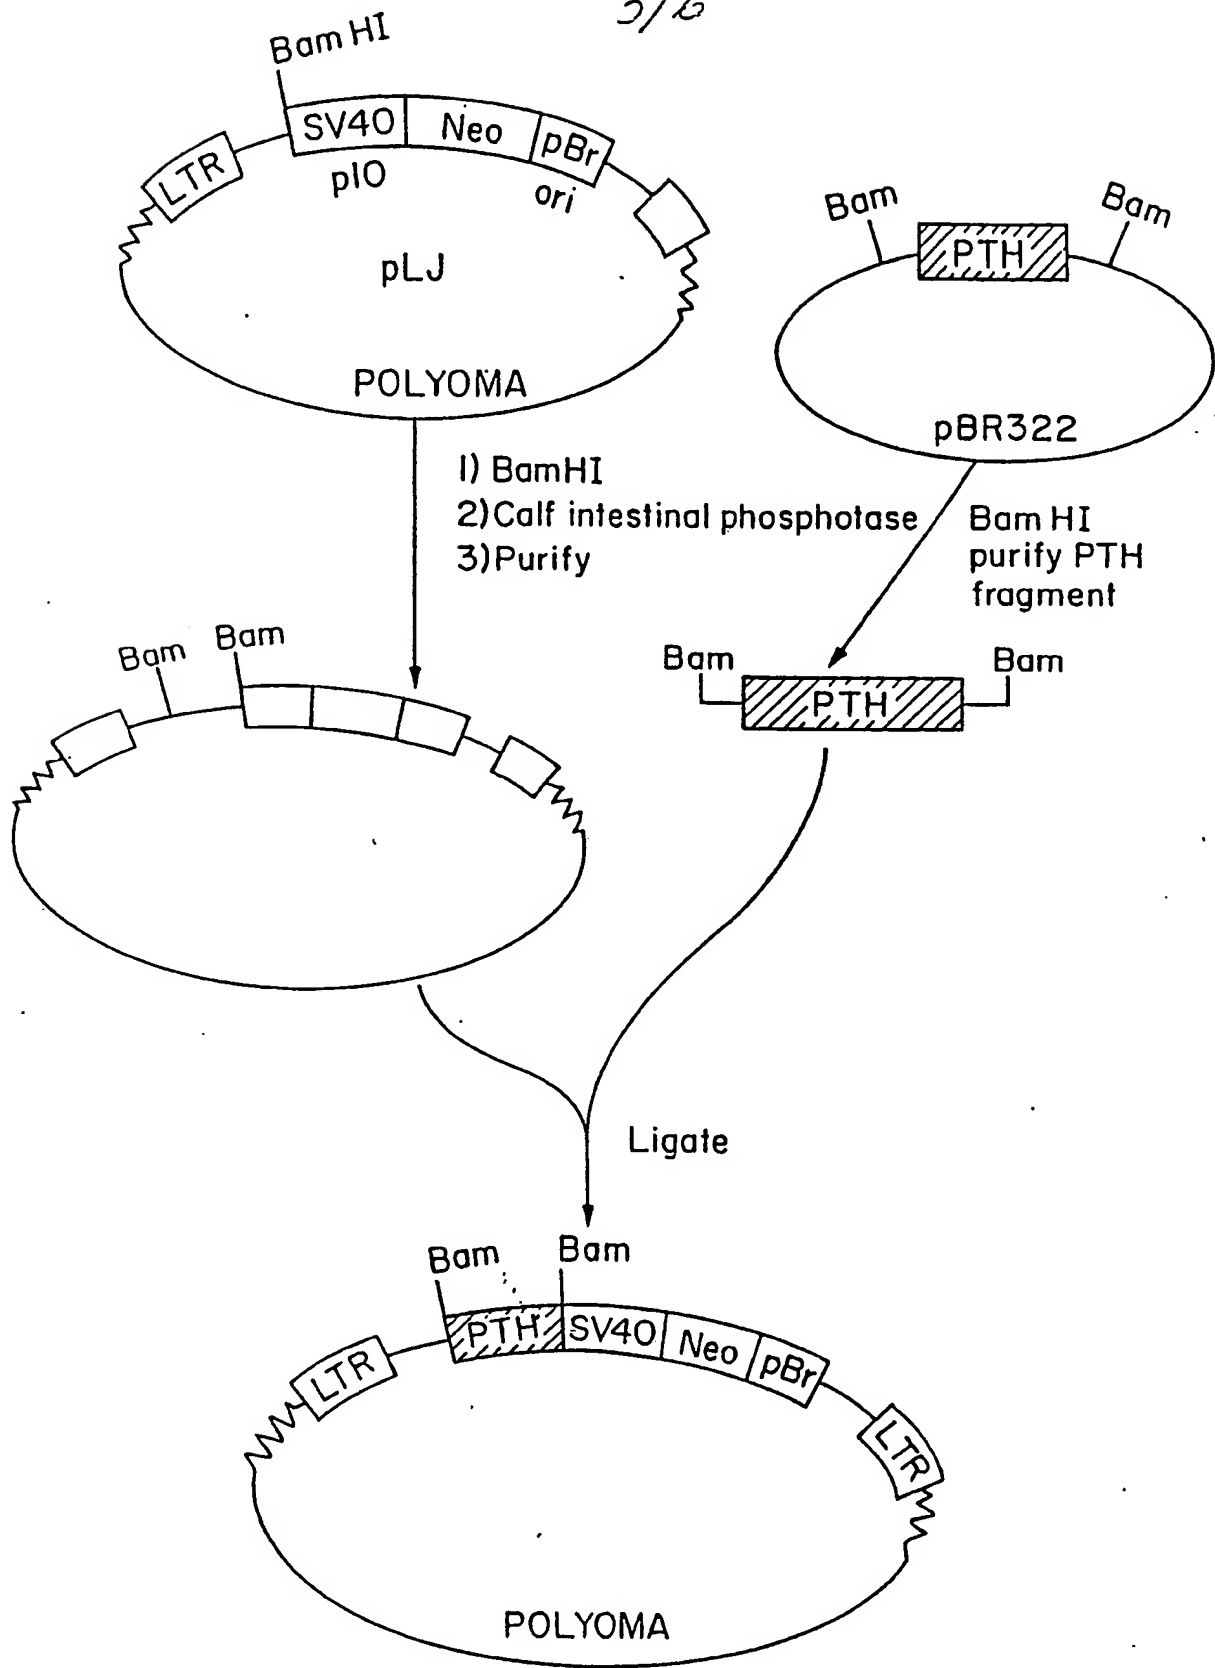 Bam HI
SV40 Neo pBr
LTR
pIO ori
pLJ
POLYOMA
Bam Bam
PTH
pBR322
1) BamHI
2) Calf intestinal phosphotase
3) Purify
Bam HI
purify PTH
fragment
Bam Bam
Bam Bam
PTH
Ligate
Bam Bam
LTR PTH SV40 Neo pBr LTR
POLYOMA